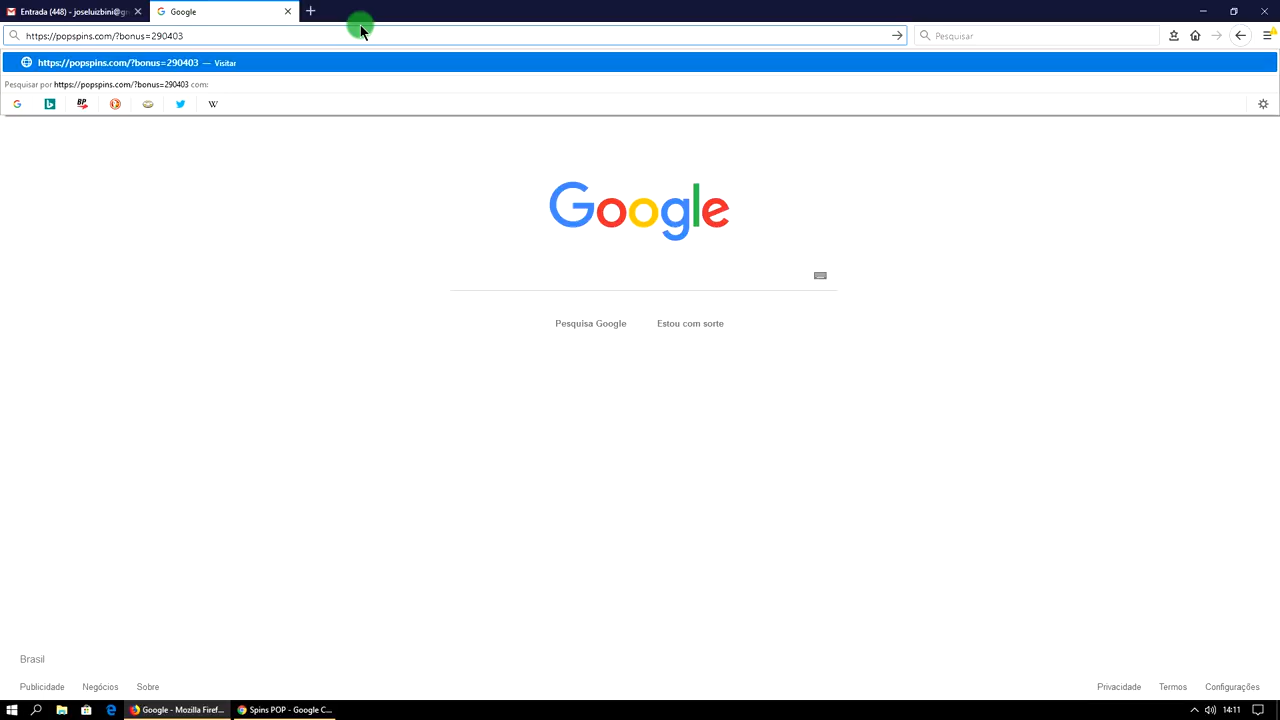 Entrada (448) - joseluizbini@g
Google
https://popspins.com/?bonus=290403
Pesquisar
https://popspins.com/?bonus=290403 — Visitar
Pesquisar por https://popspins.com/?bonus=290403 com:
BP
W
Google
Pesquisa Google
Estou com sorte
Brasil
Publicidade
Negócios
Sobre
Privacidade
Termos
Configurações
Google - Mozilla Firef...
Spins POP - Google C...
14:11